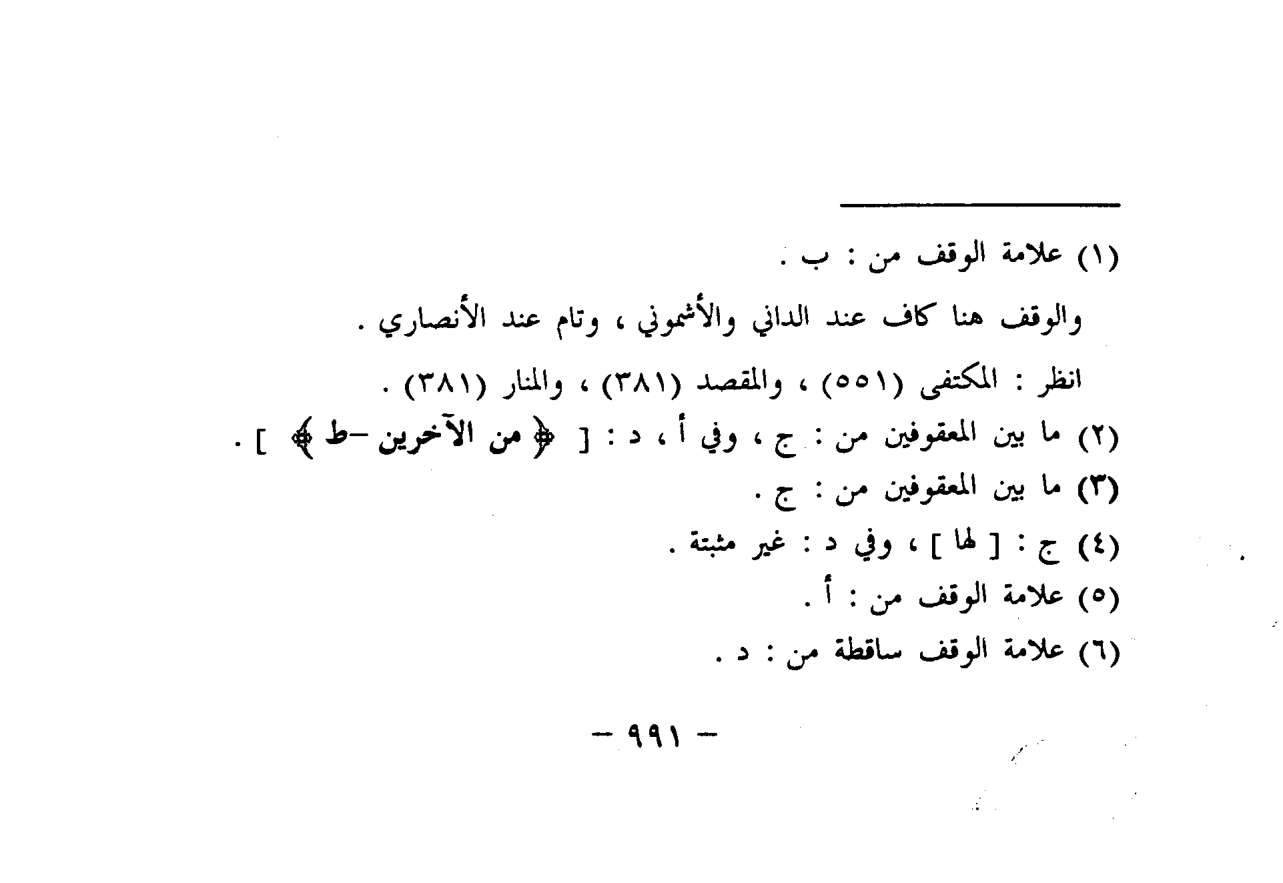 (١) علامة الوقف من : ب .
والوقف هنا كاف عند الداني والأشموني ، وتام عند الأنصاري .
انظر : المكتفى (٥٥١) ، والمقصد (٣٨١) ، والمنار (٣٨١) .
(٢) ما بين المعقوفين من : ج ، وفي أ ، د : [ ﴿ من الآخرين –ط ﴾ ] .
(٣) ما بين المعقوفين من : ج .
(٤) ج : [ لها ] ، وفي د : غير مثبتة .
(٥) علامة الوقف من : أ .
(٦) علامة الوقف ساقطة من : د .
– ٩٩١ –